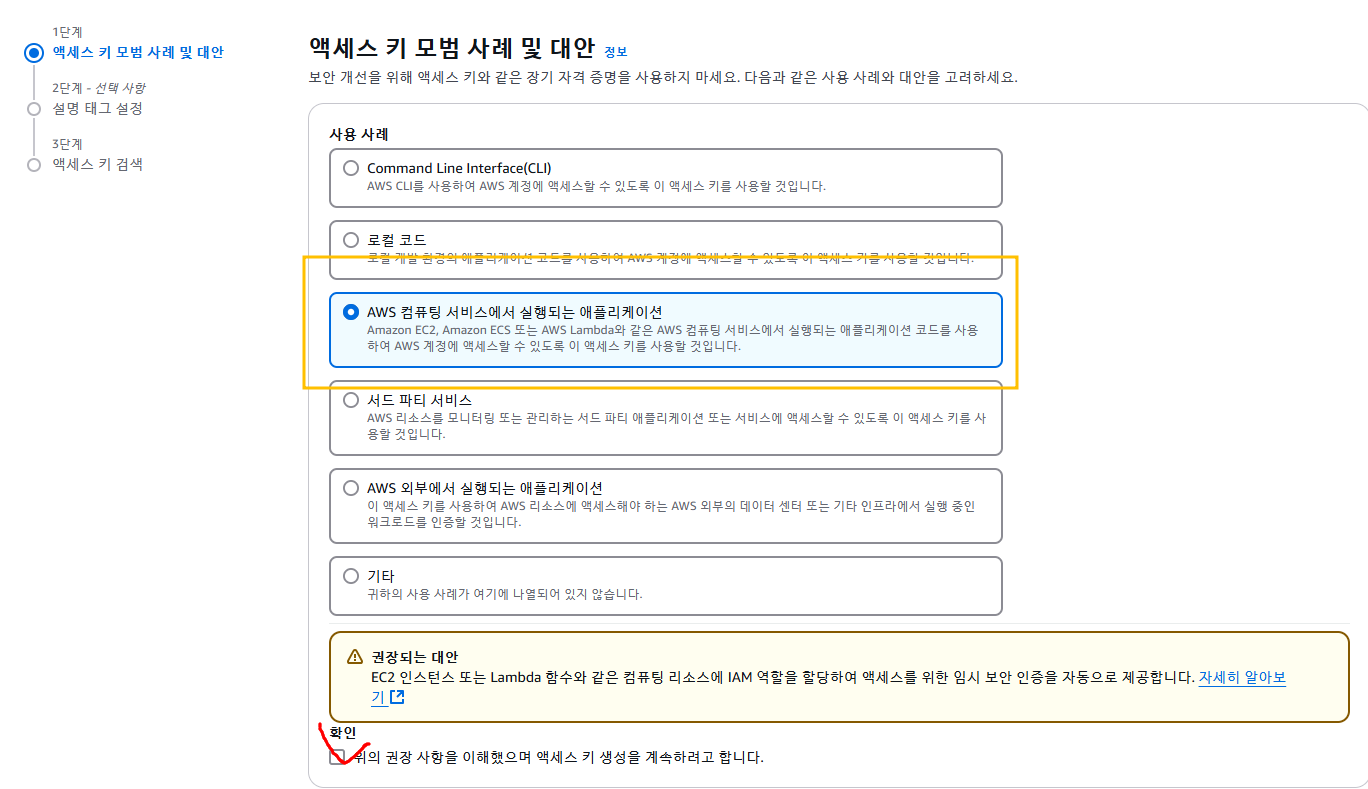 1단계
액세스 키 모범 사례 및 대안
2단계 - 선택 사항
설명 태그 설정
3단계
액세스 키 검색
액세스 키 모범 사례 및 대안 정보
보안 개선을 위해 액세스 키와 같은 장기 자격 증명을 사용하지 마세요. 다음과 같은 사용 사례와 대안을 고려하세요.
사용 사례
Command Line Interface(CLI)
AWS CLI를 사용하여 AWS 계정에 액세스할 수 있도록 이 액세스 키를 사용할 것입니다.
로컬 코드
로컬 개발 환경의 애플리케이션 코드를 사용하여 AWS 계정에 액세스할 수 있도록 이 액세스 키를 사용할 것입니다.
AWS 컴퓨팅 서비스에서 실행되는 애플리케이션
Amazon EC2, Amazon ECS 또는 AWS Lambda와 같은 AWS 컴퓨팅 서비스에서 실행되는 애플리케이션 코드를 사용
하여 AWS 계정에 액세스할 수 있도록 이 액세스 키를 사용할 것입니다.
서드 파티 서비스
AWS 리소스를 모니터링 또는 관리하는 서드 파티 애플리케이션 또는 서비스에 액세스할 수 있도록 이 액세스 키를 사
용할 것입니다.
AWS 외부에서 실행되는 애플리케이션
이 액세스 키를 사용하여 AWS 리소스에 액세스해야 하는 AWS 외부의 데이터 센터 또는 기타 인프라에서 실행 중인
워크로드를 인증할 것입니다.
기타
귀하의 사용 사례가 여기에 나열되어 있지 않습니다.
권장되는 대안
EC2 인스턴스 또는 Lambda 함수와 같은 컴퓨팅 리소스에 IAM 역할을 할당하여 액세스를 위한 임시 보안 인증을 자동으로 제공합니다. 자세히 알아보
기
확인
위의 권장 사항을 이해했으며 액세스 키 생성을 계속하려고 합니다.